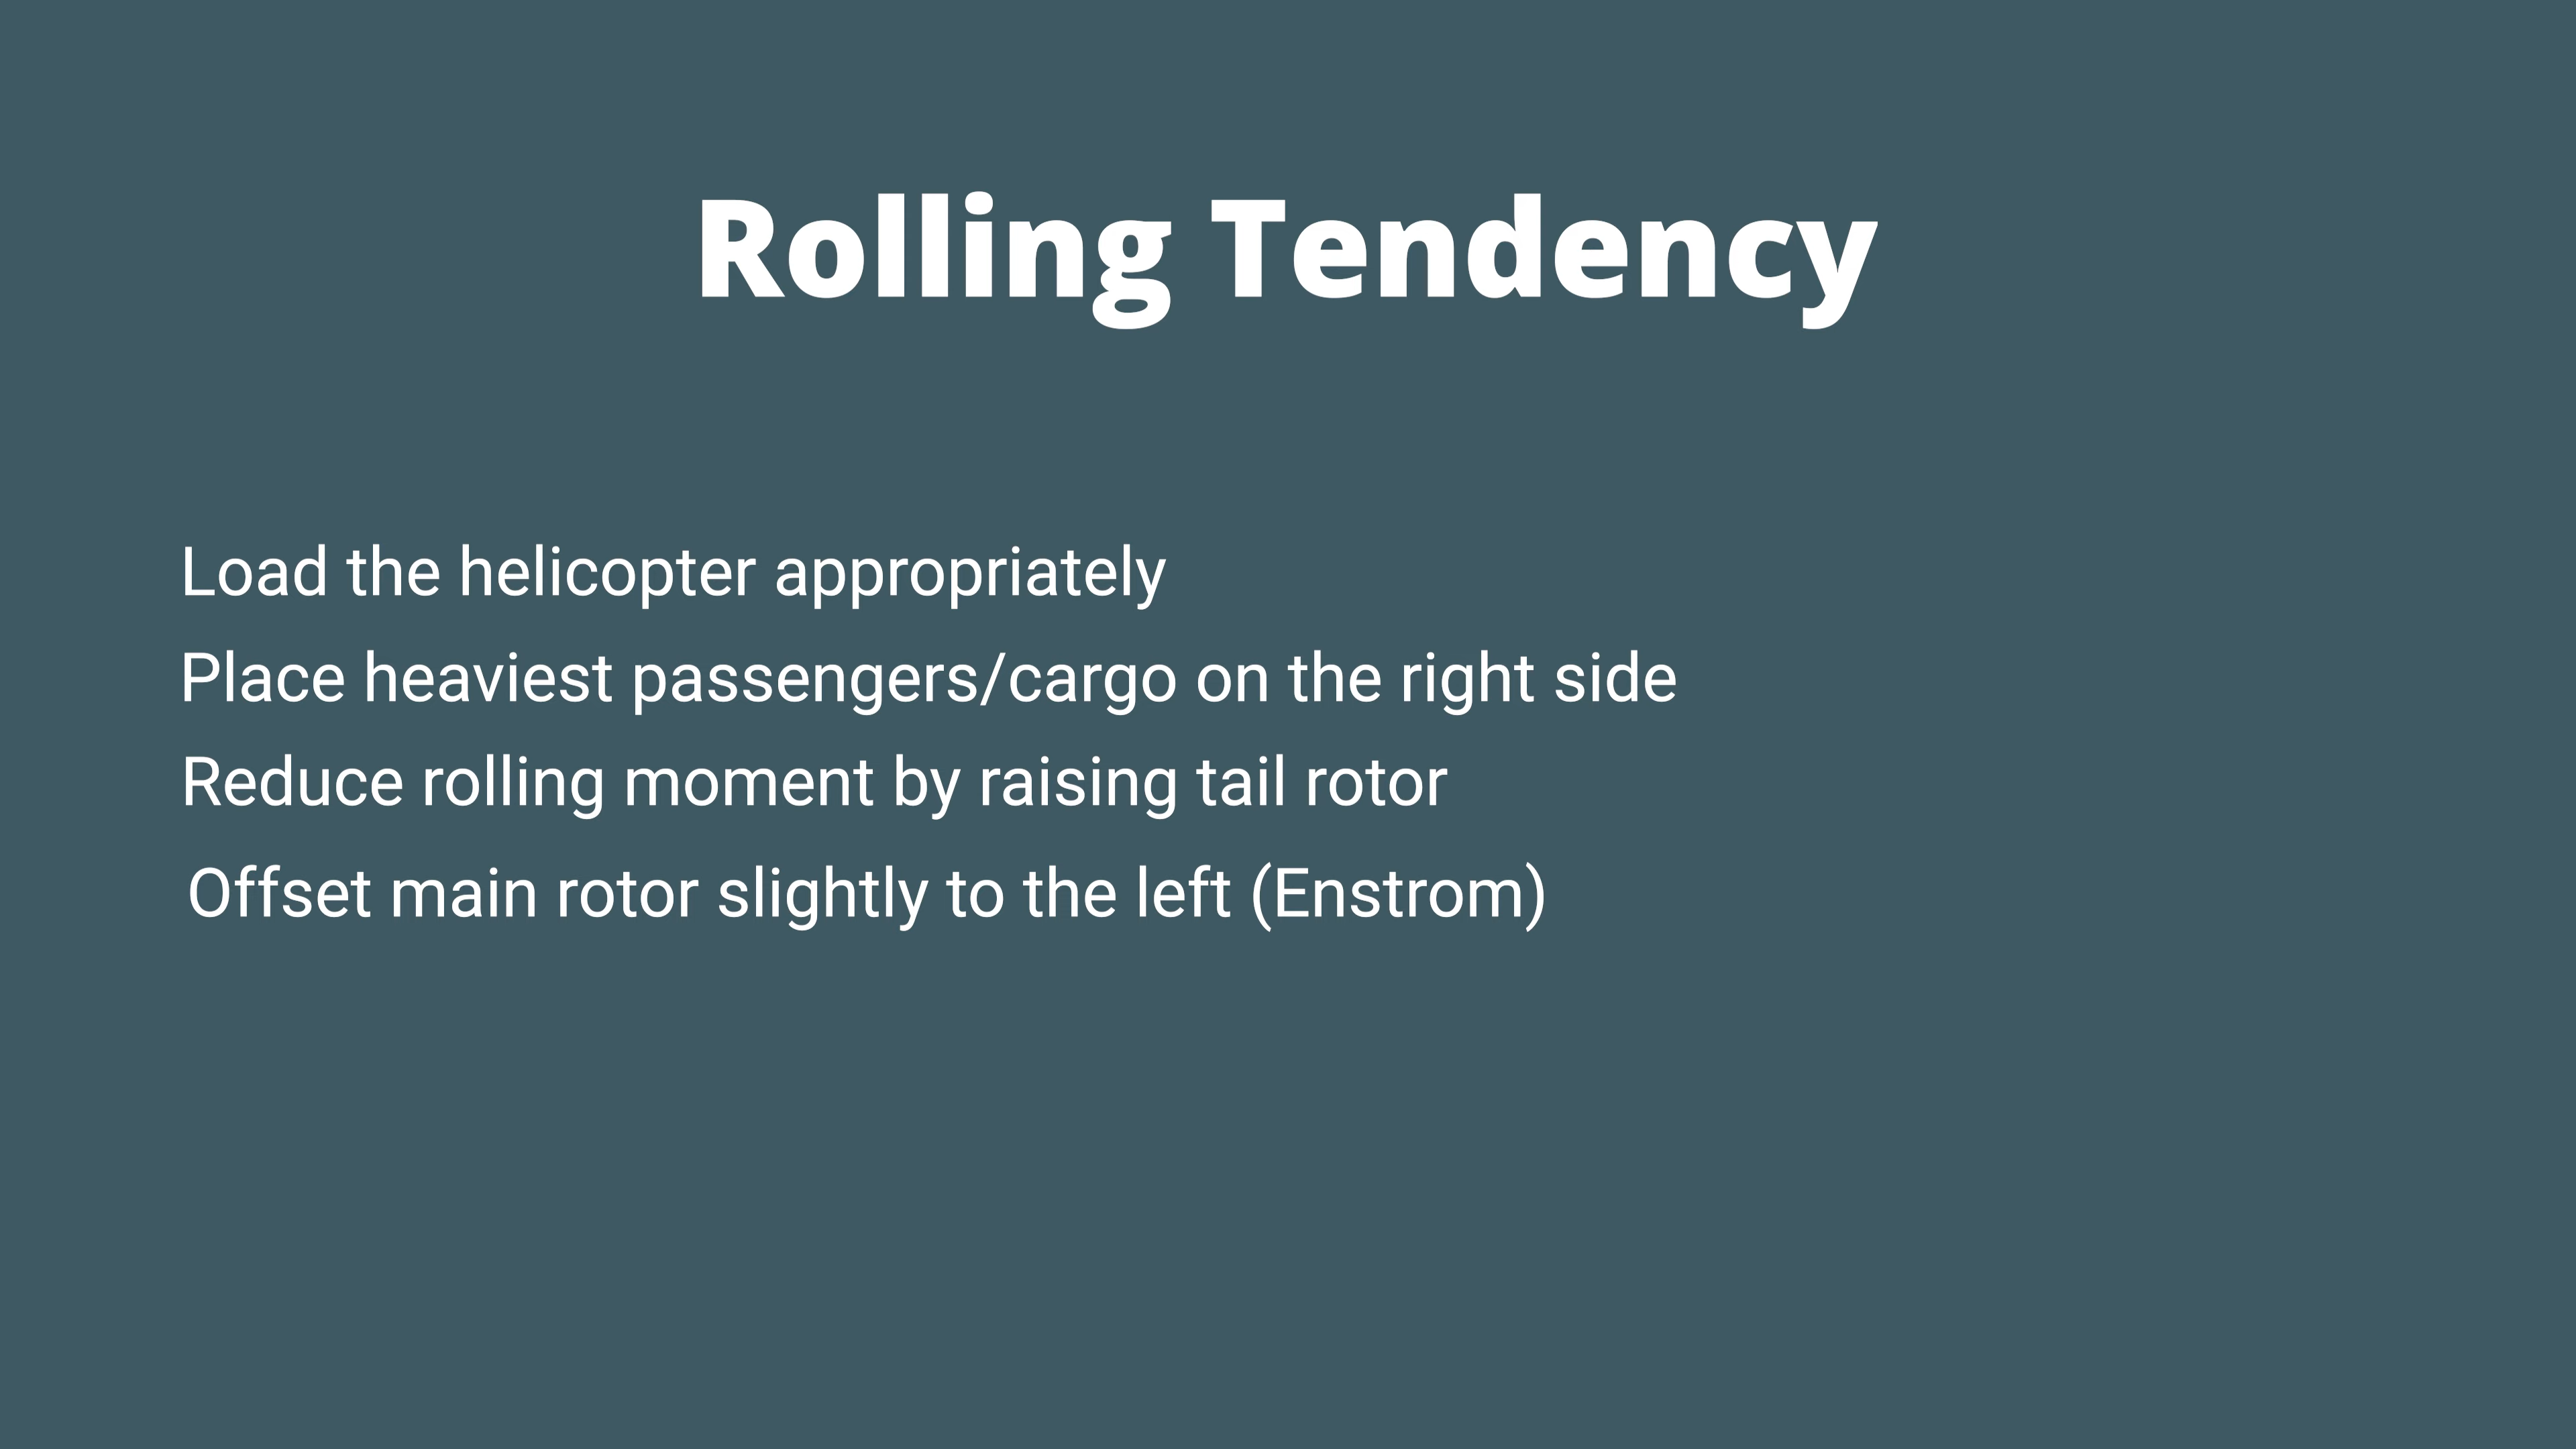 Rolling Tendency
Load the helicopter appropriately
Place heaviest passengers/cargo on the right side
Reduce rolling moment by raising tail rotor
Offset main rotor slightly to the left (Enstrom)